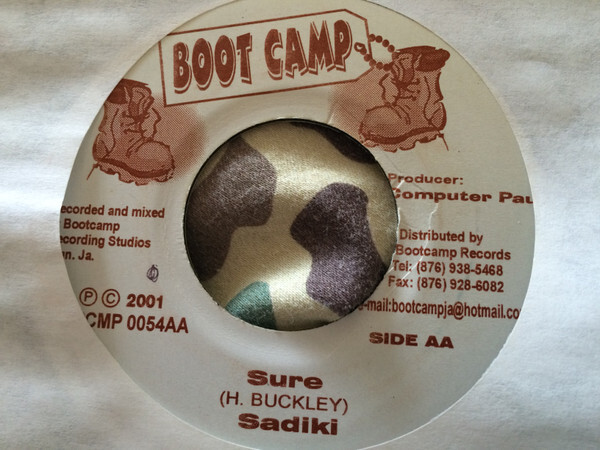 BOOT CAMP
ecorded and mixed
Bootcamp
ecording Studios
n. Ja.
Ⓟ © 2001
CMP 0054AA
Producer:
Computer Pau
Distributed by
Bootcamp Records
Tel: (876) 938-5468
Fax: (876) 928-6082
e-mail:bootcampja@hotmail.co
SIDE AA
Sure
(H. BUCKLEY)
Sadiki